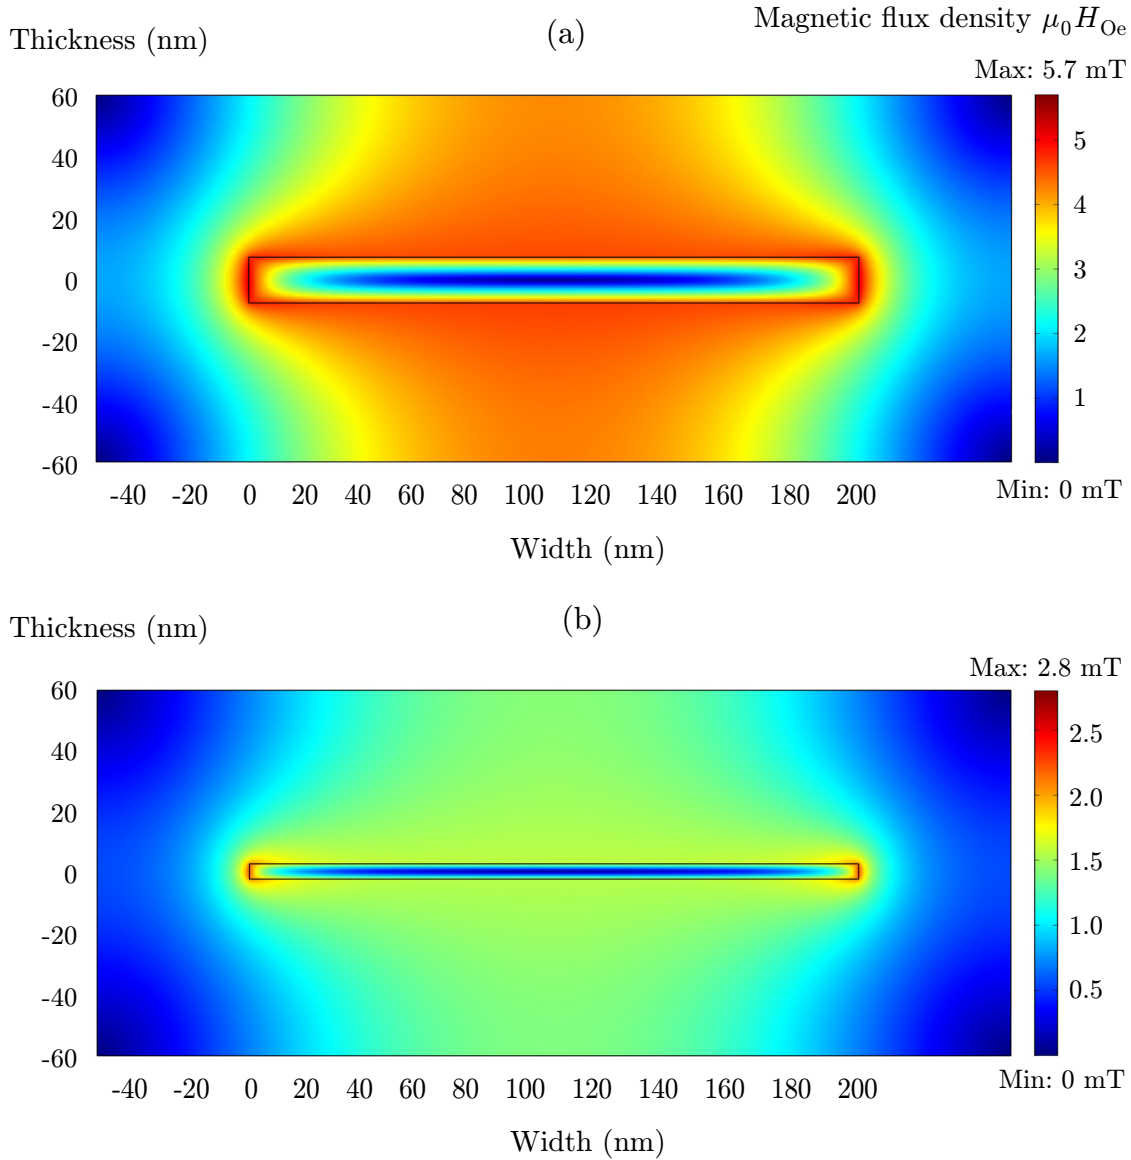 (a)
Magnetic flux density μ₀H_Oe
Thickness (nm)
Max: 5.7 mT
60
40
20
0
-20
-40
-60
5
4
3
2
1
-40 -20 0 20 40 60 80 100 120 140 160 180 200
Min: 0 mT
Width (nm)
(b)
Thickness (nm)
Max: 2.8 mT
60
40
20
0
-20
-40
-60
2.5
2.0
1.5
1.0
0.5
-40 -20 0 20 40 60 80 100 120 140 160 180 200
Min: 0 mT
Width (nm)